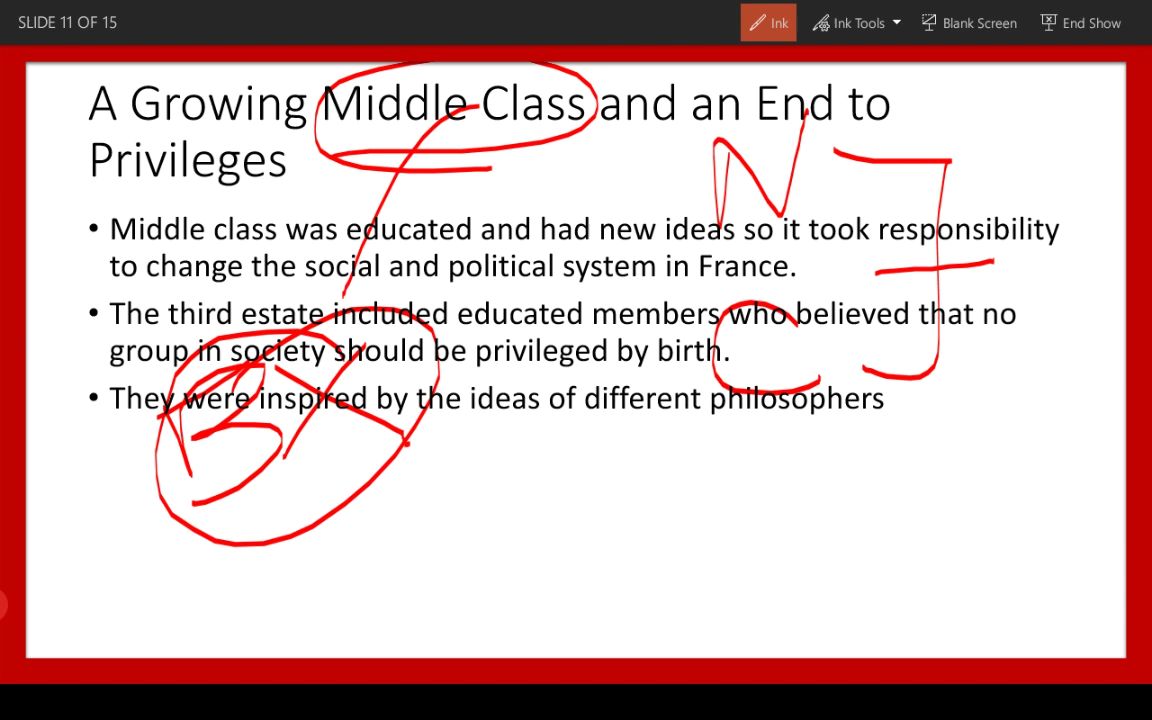 SLIDE 11 OF 15
Ink
Ink Tools
Blank Screen
End Show
A Growing Middle Class and an End to
Privileges
• Middle class was educated and had new ideas so it took responsibility
to change the social and political system in France.
• The third estate included educated members who believed that no
group in society should be privileged by birth.
• They were inspired by the ideas of different philosophers